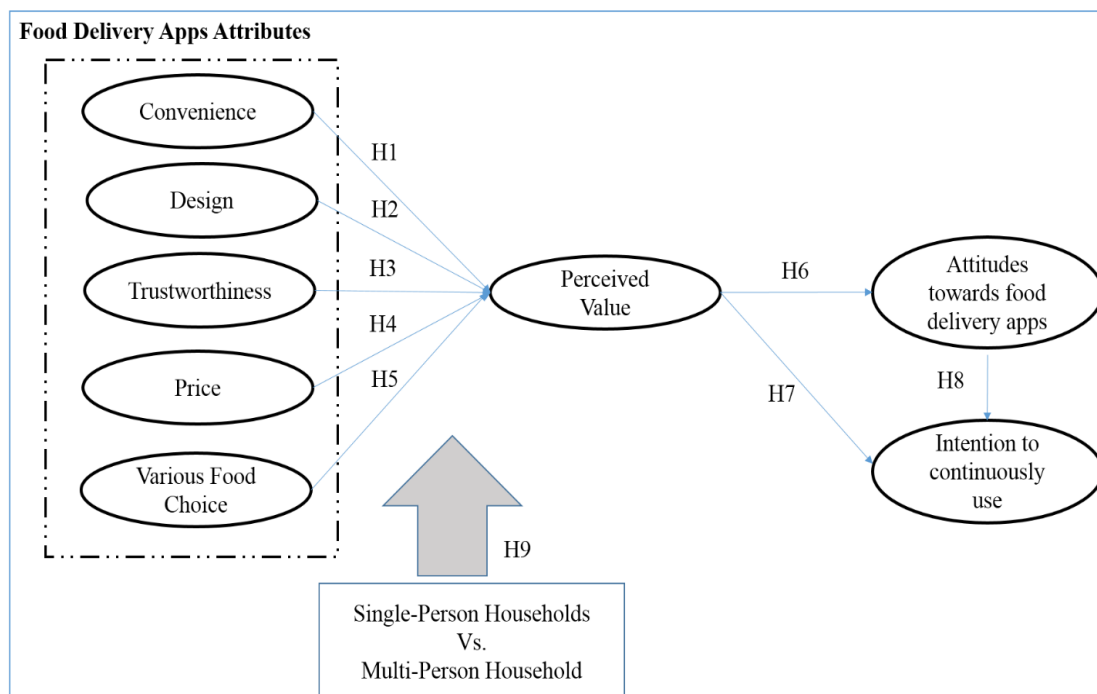 Food Delivery Apps Attributes
Convenience
Design
Trustworthiness
Price
Various Food
Choice
H1
H2
H3
H4
H5
Perceived
Value
H6
H7
Attitudes
towards food
delivery apps
H8
Intention to
continuously
use
H9
Single-Person Households
Vs.
Multi-Person Household